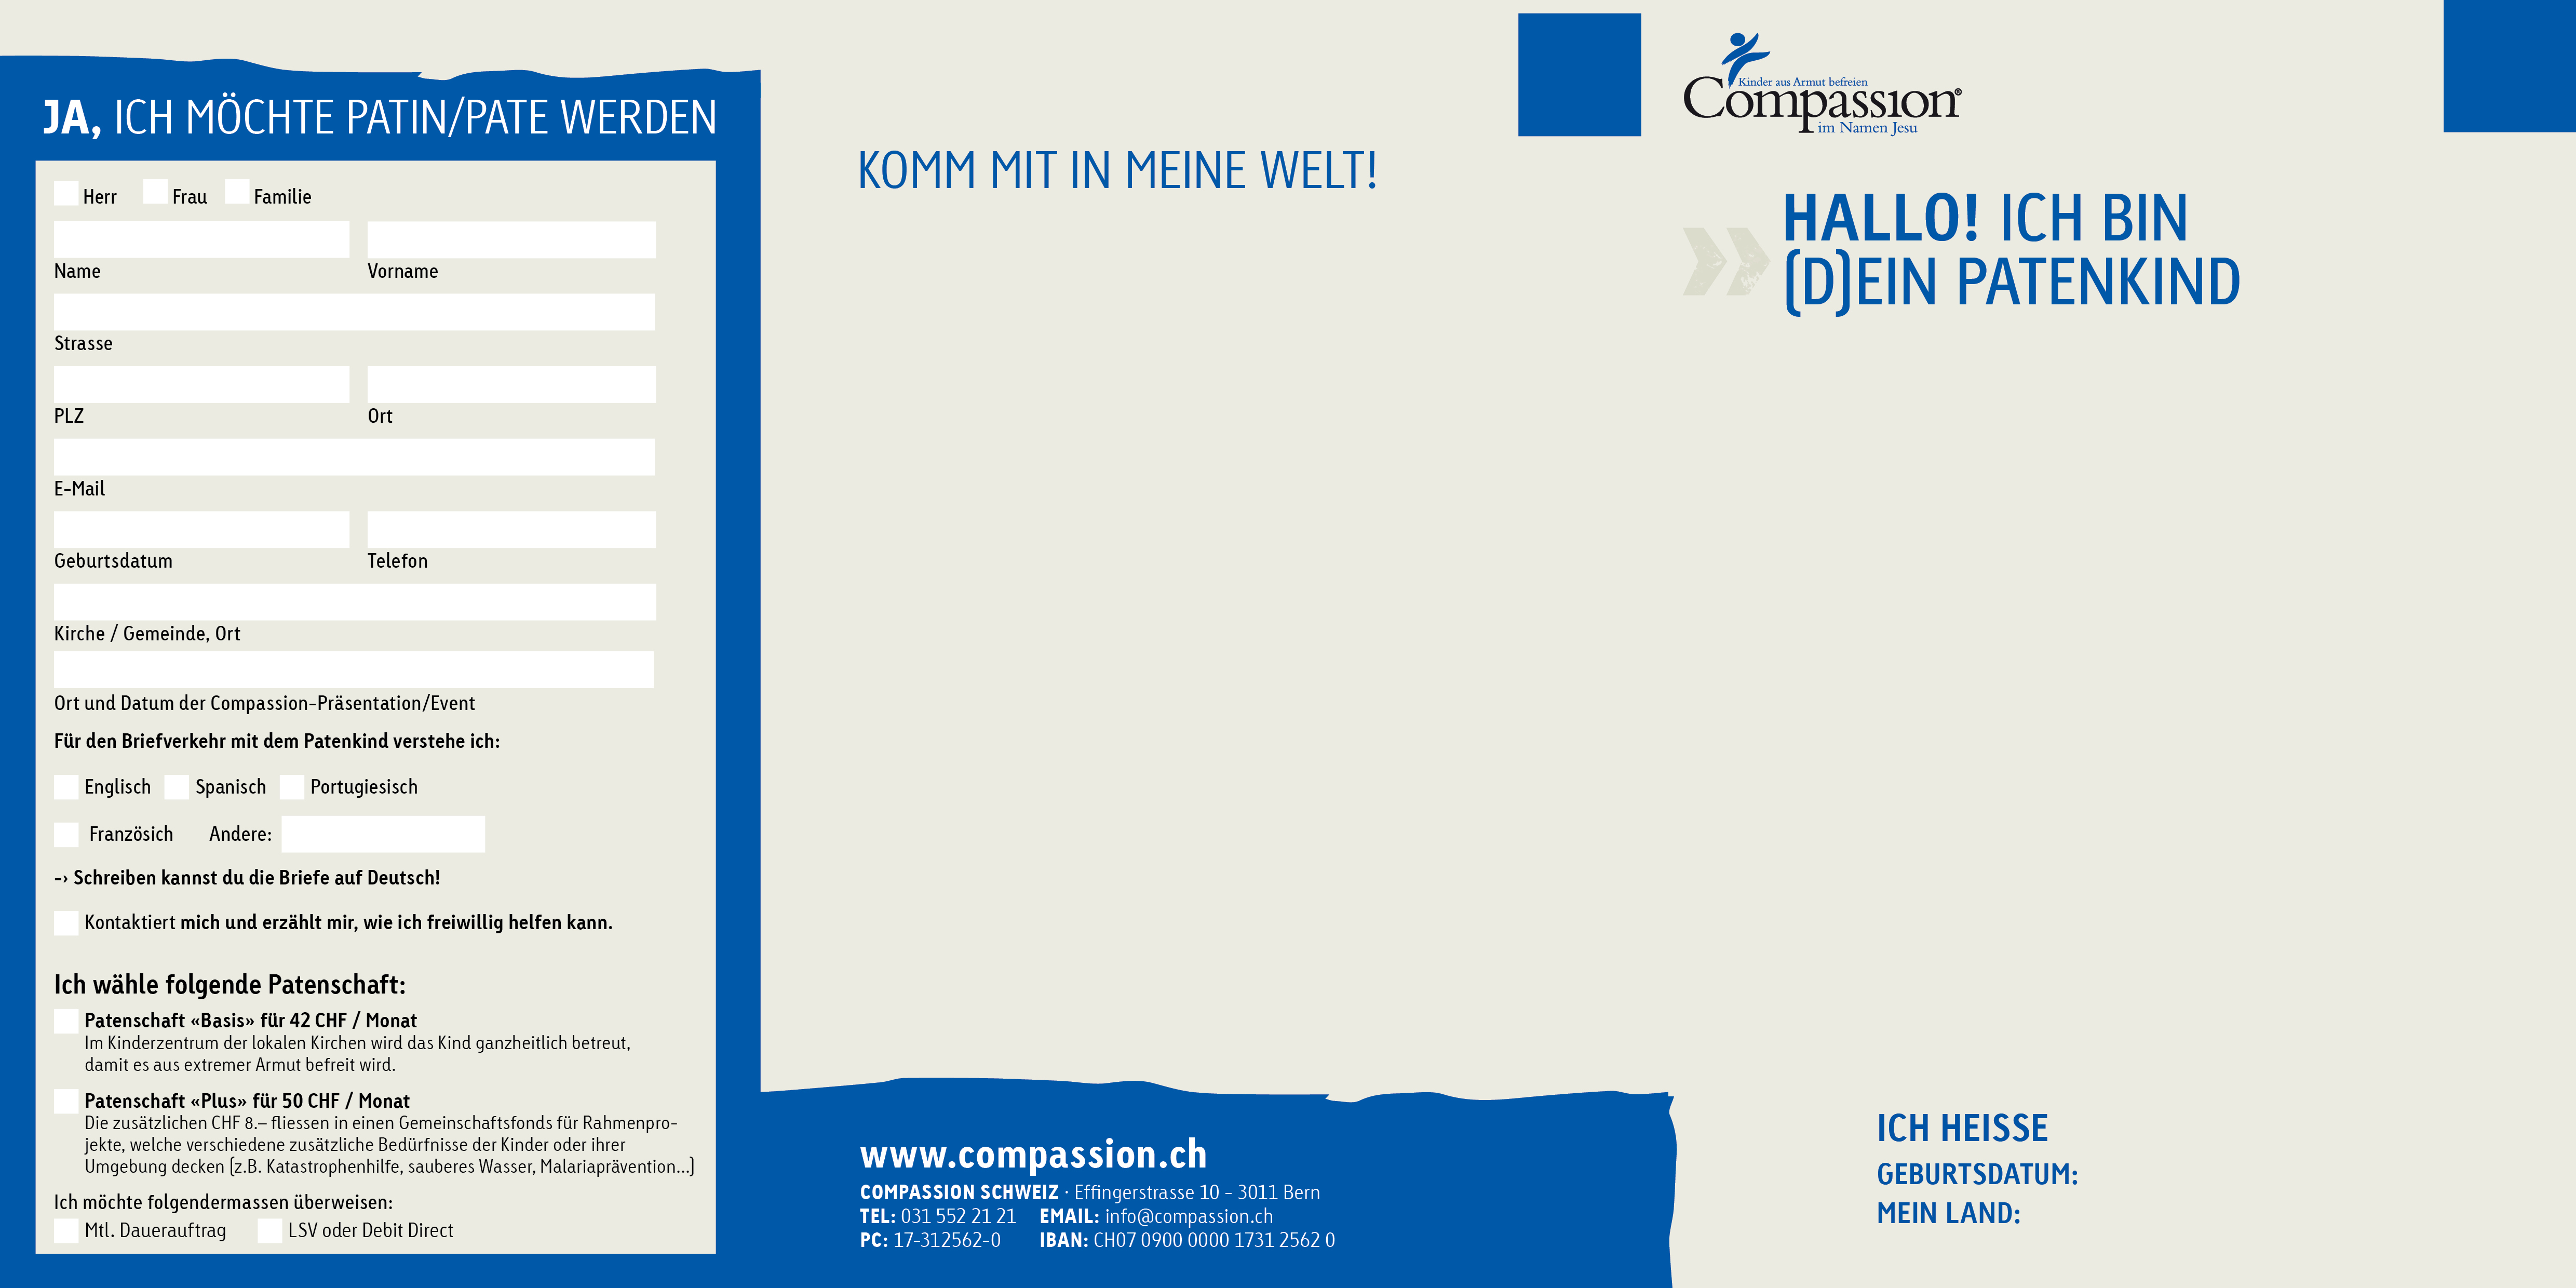 JA, ICH MÖCHTE PATIN/PATE WERDEN
Herr Frau Familie
Name Vorname
Strasse
PLZ Ort
E-Mail
Geburtsdatum Telefon
Kirche / Gemeinde, Ort
Ort und Datum der Compassion-Präsentation/Event
Für den Briefverkehr mit dem Patenkind verstehe ich:
Englisch Spanisch Portugiesisch
Französich Andere:
-› Schreiben kannst du die Briefe auf Deutsch!
Kontaktiert mich und erzählt mir, wie ich freiwillig helfen kann.
Ich wähle folgende Patenschaft:
Patenschaft «Basis» für 42 CHF / Monat
Im Kinderzentrum der lokalen Kirchen wird das Kind ganzheitlich betreut,
damit es aus extremer Armut befreit wird.
Patenschaft «Plus» für 50 CHF / Monat
Die zusätzlichen CHF 8.– fliessen in einen Gemeinschaftsfonds für Rahmenpro-
jekte, welche verschiedene zusätzliche Bedürfnisse der Kinder oder ihrer
Umgebung decken (z.B. Katastrophenhilfe, sauberes Wasser, Malariaprävention...)
Ich möchte folgendermassen überweisen:
Mtl. Dauerauftrag LSV oder Debit Direct
KOMM MIT IN MEINE WELT!
www.compassion.ch
COMPASSION SCHWEIZ · Effingerstrasse 10 - 3011 Bern
TEL: 031 552 21 21 EMAIL: info@compassion.ch
PC: 17-312562-0 IBAN: CH07 0900 0000 1731 2562 0
Kinder aus Armut befreien
Compassion®
im Namen Jesu
HALLO! ICH BIN
(D)EIN PATENKIND
ICH HEISSE
GEBURTSDATUM:
MEIN LAND: